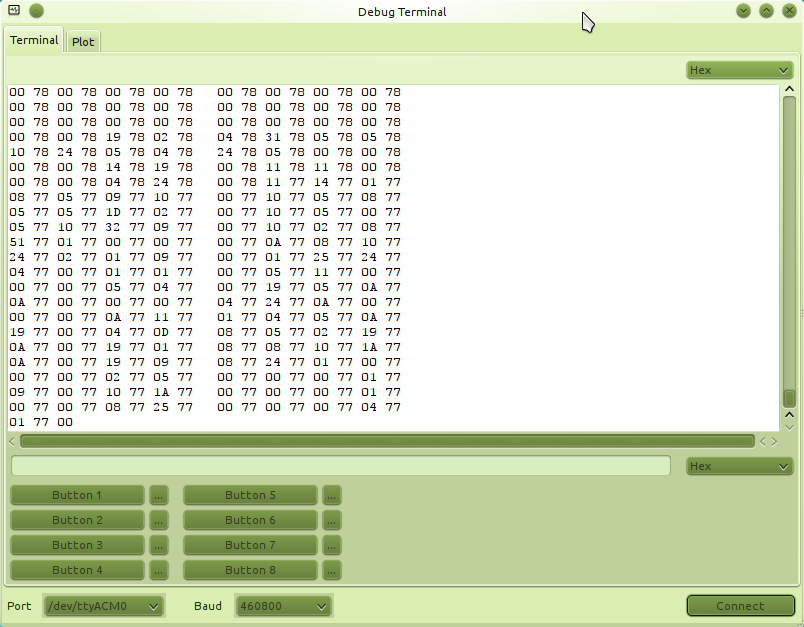 Debug Terminal
Terminal Plot
Hex
00 78 00 78 00 78 00 78 00 78 00 78 00 78 00 78
00 78 00 78 00 78 00 78 00 78 00 78 00 78 00 78
00 78 00 78 00 78 00 78 00 78 00 78 00 78 00 78
00 78 00 78 19 78 02 78 04 78 31 78 05 78 05 78
10 78 24 78 05 78 04 78 24 78 05 78 00 78 00 78
00 78 00 78 14 78 19 78 00 78 11 78 11 78 00 78
00 78 00 78 04 78 24 78 00 78 11 77 14 77 01 77
08 77 05 77 09 77 10 77 00 77 10 77 05 77 08 77
05 77 05 77 1D 77 02 77 00 77 10 77 05 77 00 77
05 77 10 77 32 77 09 77 00 77 10 77 02 77 08 77
51 77 01 77 00 77 00 77 00 77 0A 77 08 77 10 77
24 77 02 77 01 77 09 77 00 77 01 77 25 77 24 77
04 77 00 77 01 77 01 77 00 77 05 77 11 77 00 77
00 77 00 77 05 77 04 77 00 77 19 77 05 77 0A 77
0A 77 00 77 00 77 00 77 04 77 24 77 0A 77 00 77
00 77 00 77 0A 77 11 77 01 77 04 77 05 77 0A 77
19 77 00 77 04 77 0D 77 08 77 05 77 02 77 19 77
0A 77 00 77 19 77 01 77 08 77 08 77 10 77 1A 77
0A 77 00 77 19 77 09 77 08 77 24 77 01 77 00 77
00 77 00 77 02 77 05 77 00 77 00 77 00 77 01 77
09 77 00 77 10 77 1A 77 00 77 00 77 00 77 01 77
00 77 00 77 08 77 25 77 00 77 00 77 00 77 04 77
01 77 00
Hex
Button 1 ... Button 5 ...
Button 2 ... Button 6 ...
Button 3 ... Button 7 ...
Button 4 ... Button 8 ...
Port /dev/ttyACM0 Baud 460800 Connect